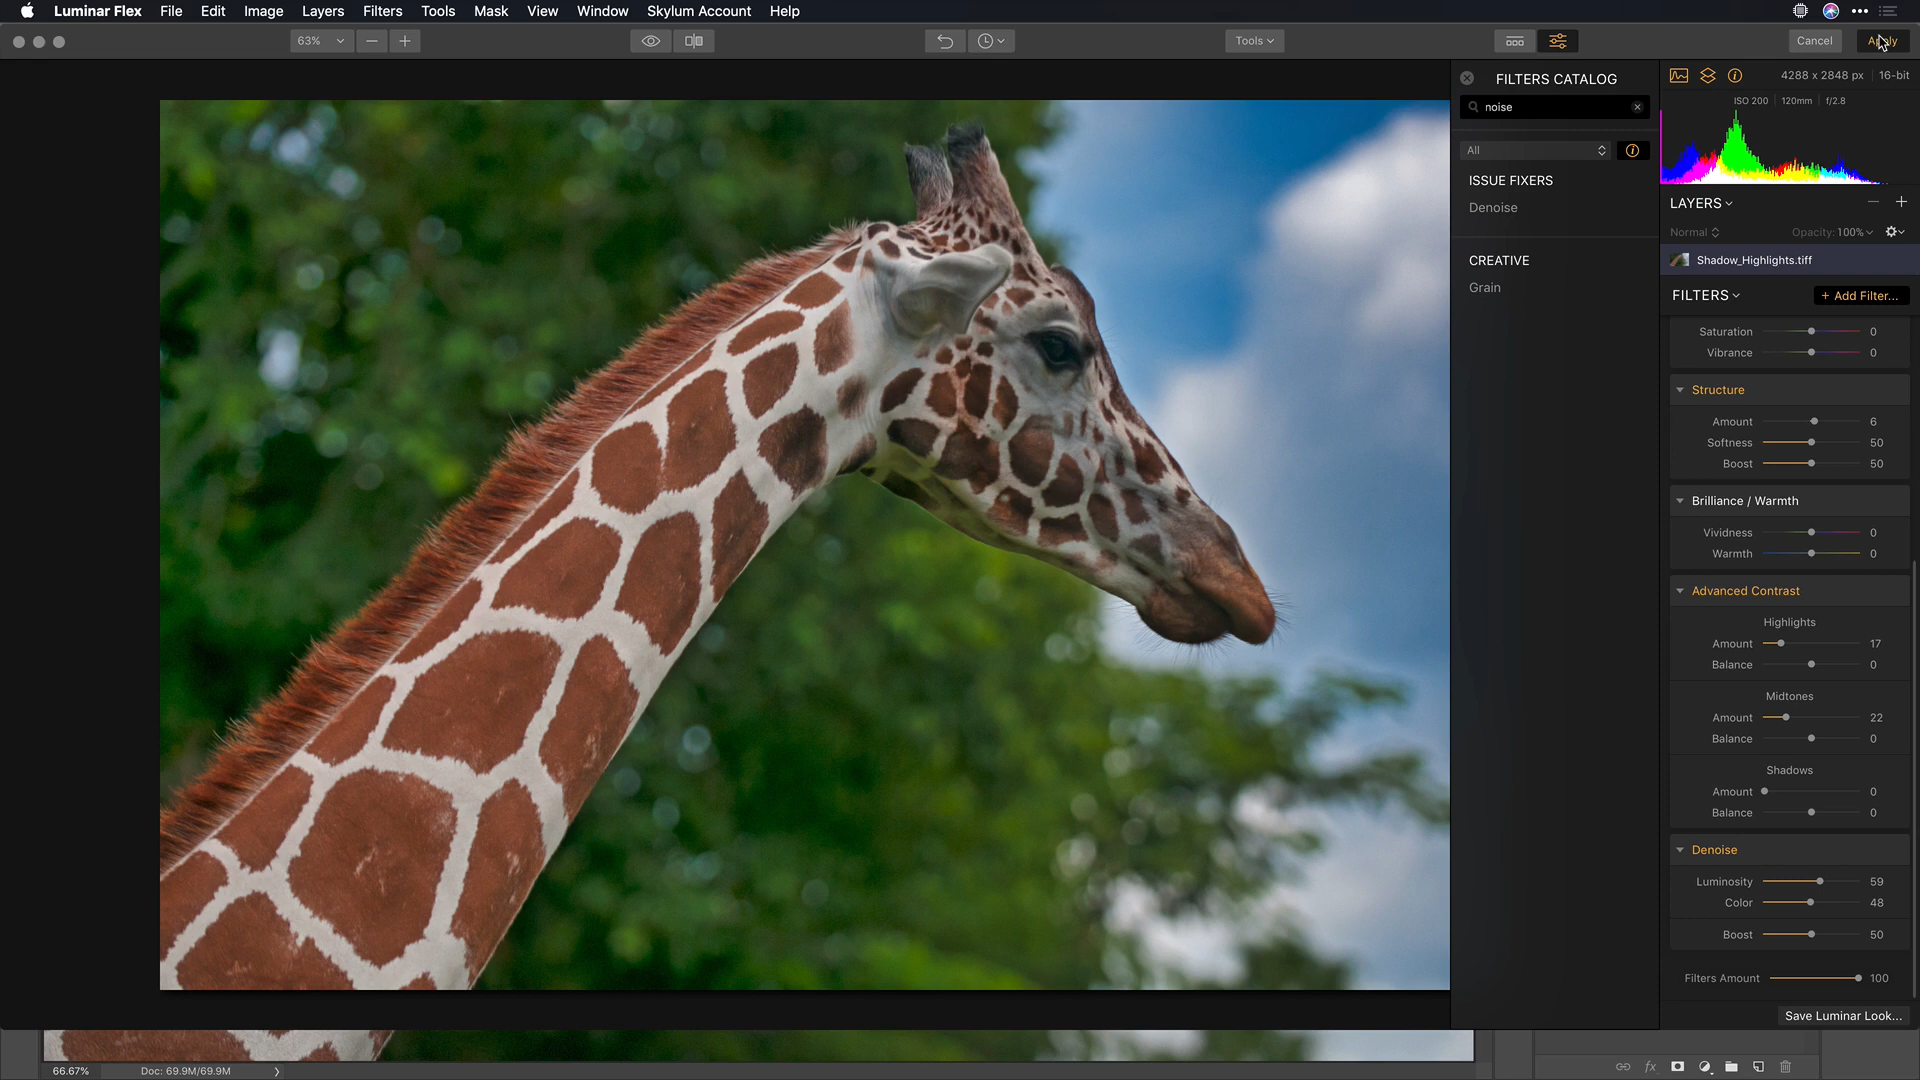 Luminar Flex File Edit Image Layers Filters Tools Mask View Window Skylum Account Help
63% Tools Cancel Apply
FILTERS CATALOG
noise
All
ISSUE FIXERS
Denoise
CREATIVE
Grain
4288 x 2848 px 16-bit
ISO 200 120mm f/2.8
LAYERS
Normal Opacity: 100%
Shadow_Highlights.tiff
FILTERS + Add Filter...
Saturation 0
Vibrance 0
Structure
Amount 6
Softness 50
Boost 50
Brilliance / Warmth
Vividness 0
Warmth 0
Advanced Contrast
Highlights
Amount 17
Balance 0
Midtones
Amount 22
Balance 0
Shadows
Amount 0
Balance 0
Denoise
Luminosity 59
Color 48
Boost 50
Filters Amount 100
Save Luminar Look...
66.67% Doc: 69.9M/69.9M
fx